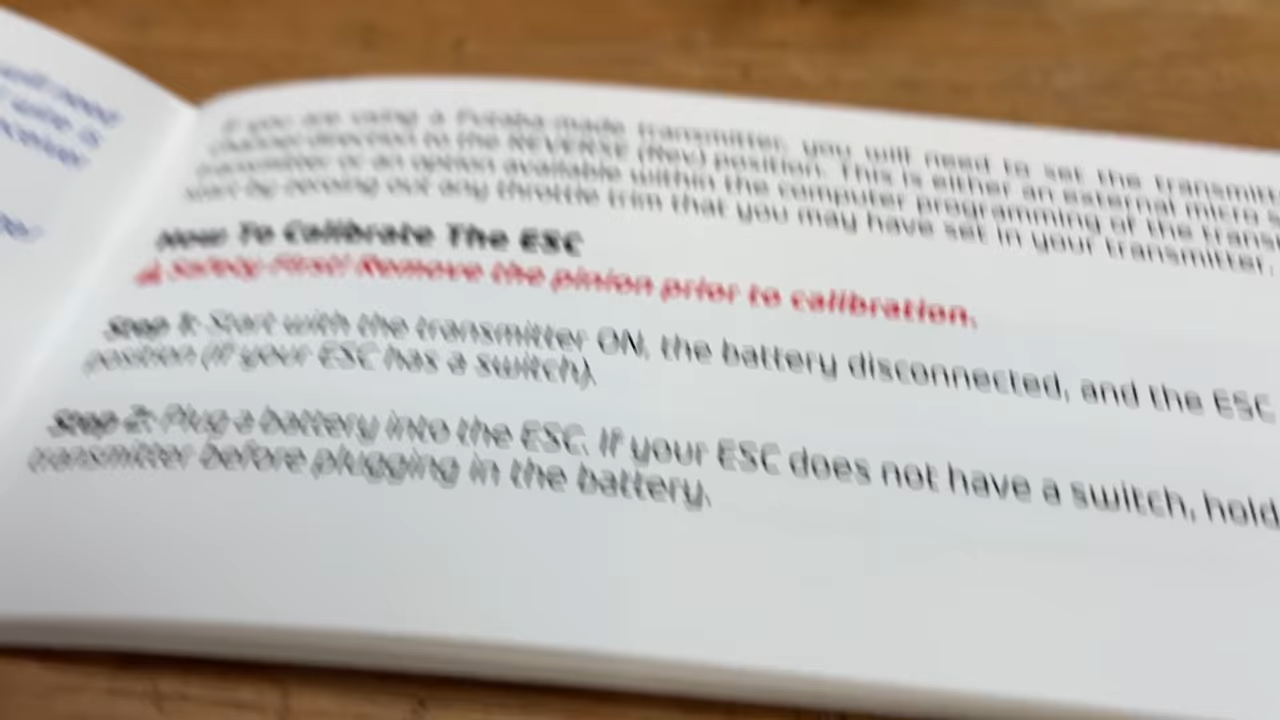 will need
If you are using a Futaba made transmitter, you will need to set the
channel direction to the REVERSE (Rev) position. This is either an external micro
transmitter or an option available within the computer programming of the
start by zeroing out any throttle trim that you may have set in your transmitter.
How To Calibrate The ESC
Safety First! Remove the pinion prior to calibration.
Step 1: Start with the transmitter ON, the battery disconnected, and the ESC
position (if your ESC has a switch).
Step 2: Plug a battery into the ESC. If your ESC does not have a switch, hold
transmitter before plugging in the battery.